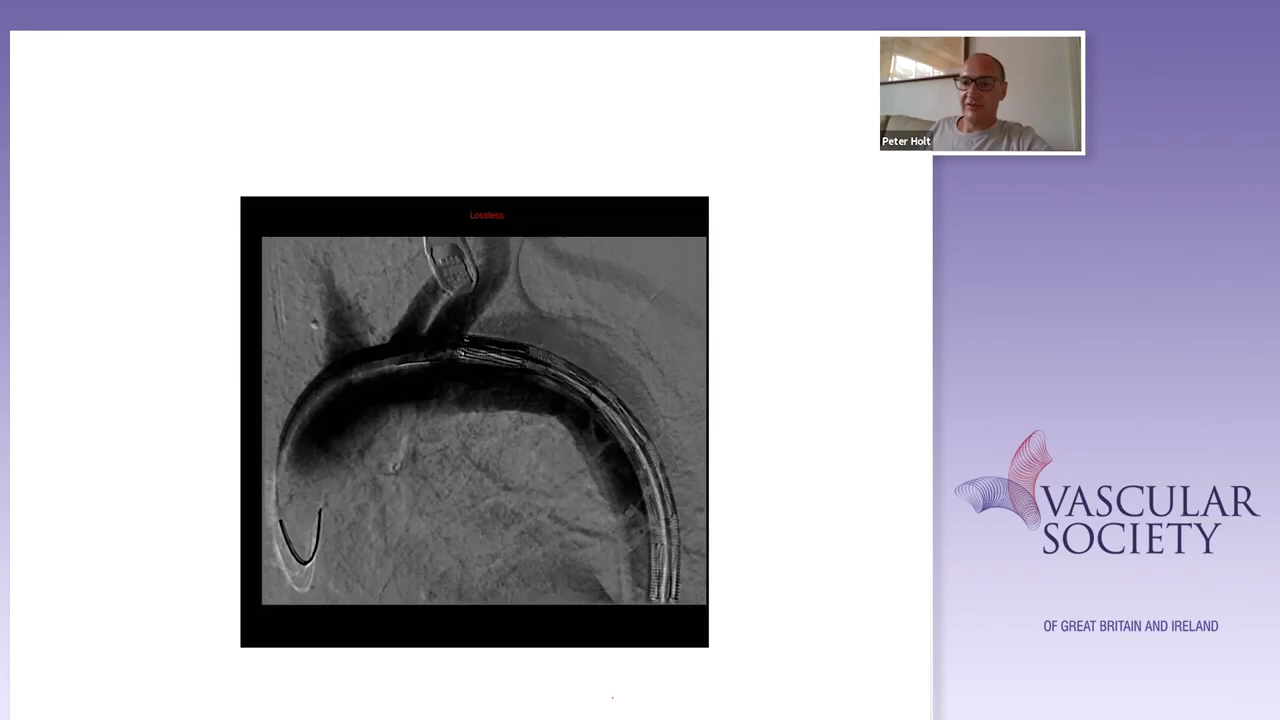 Peter Holt
Lossless
VASCULAR
SOCIETY
OF GREAT BRITAIN AND IRELAND